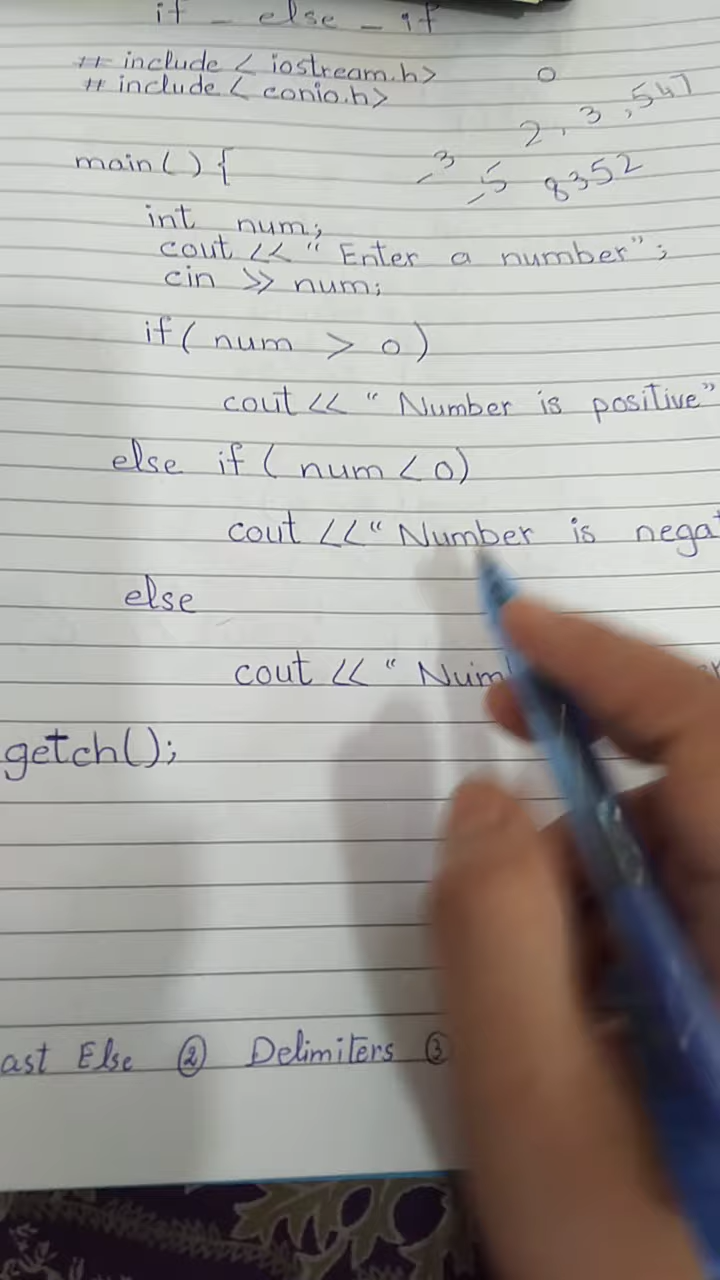 if - else - if
# include < iostream.h>
# include < conio.h>
0
2, 3, 547
-3
-5 8352
main() {
int num;
cout << " Enter a number";
cin >> num;
if( num > 0)
cout << " Number is positive"
else if ( num < 0)
cout << " Number is nega
else
cout << "
getch();
ast Else ② Delimiters ③